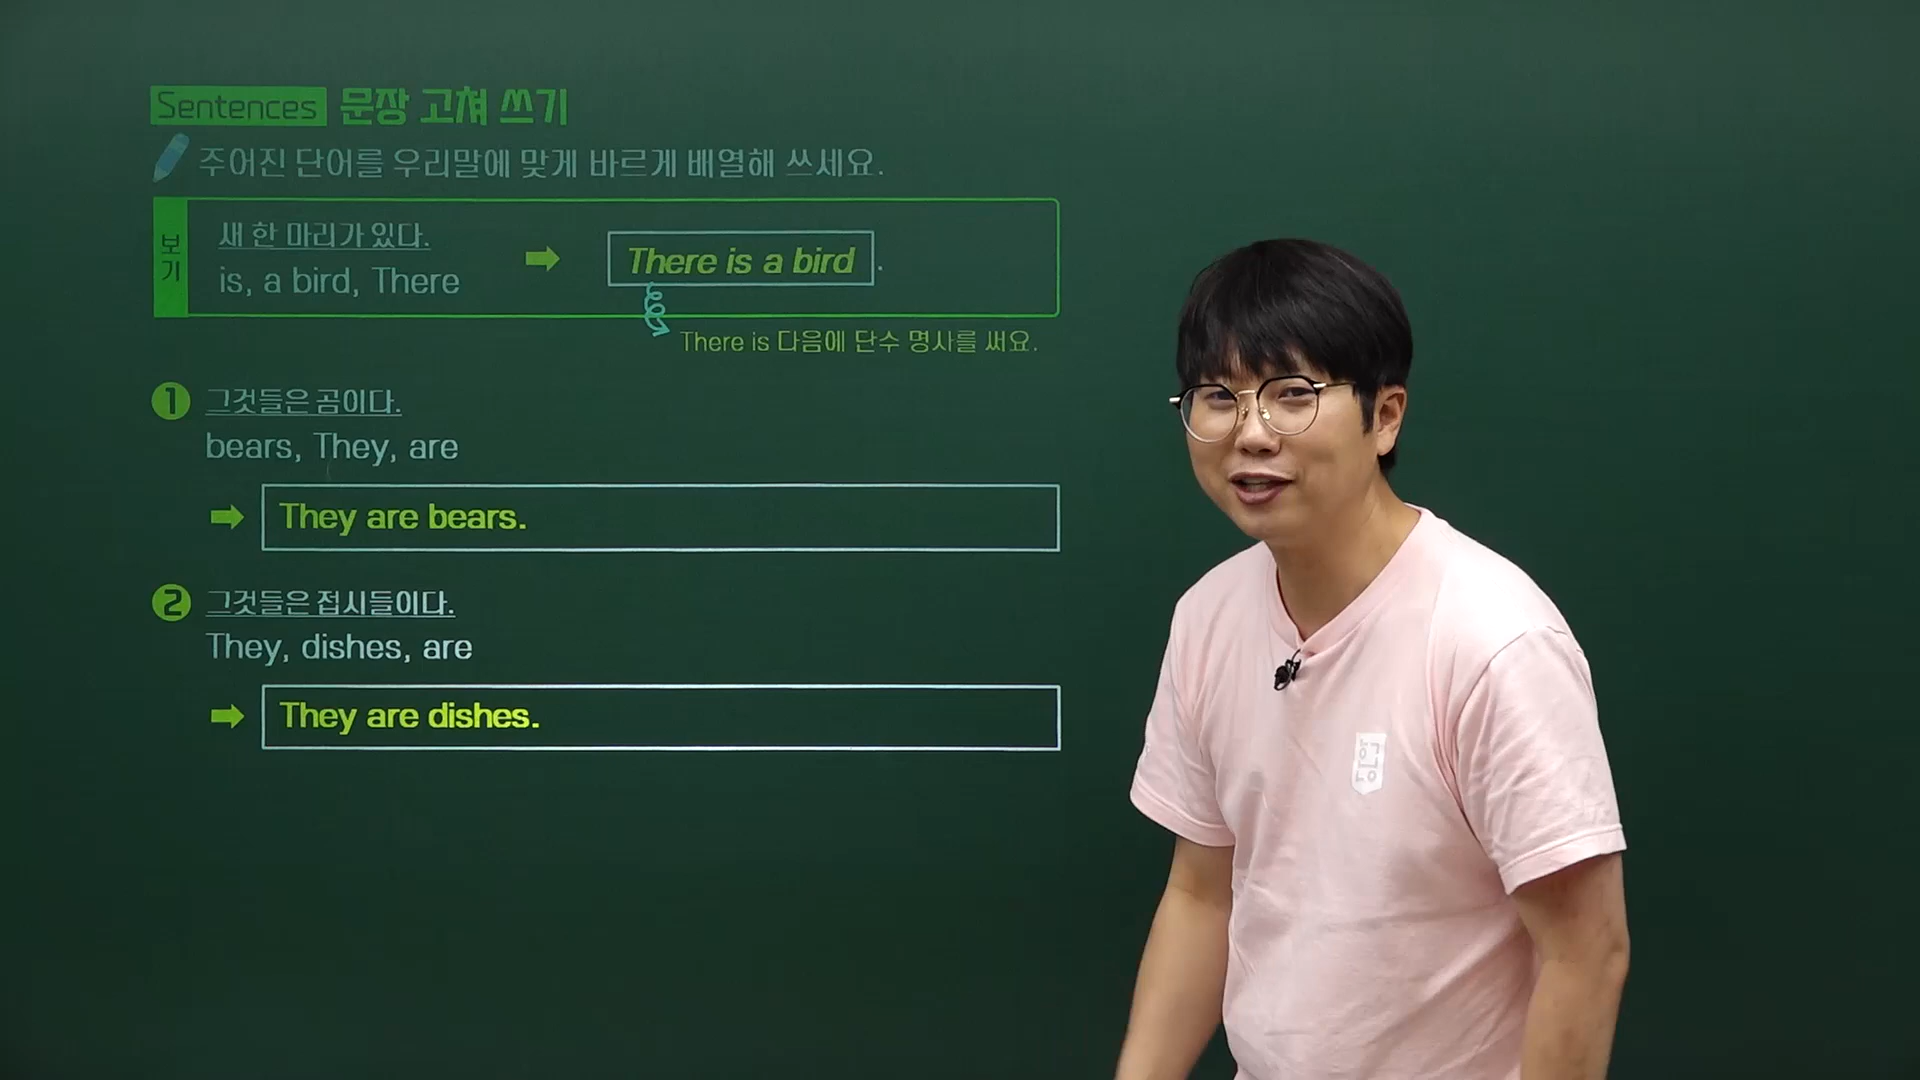 Sentences 문장 고쳐 쓰기
주어진 단어를 우리말에 맞게 바르게 배열해 쓰세요.
보기
새 한 마리가 있다.
is, a bird, There
There is a bird.
There is 다음에 단수 명사를 써요.
1 그것들은 곰이다.
bears, They, are
They are bears.
2 그것들은 접시들이다.
They, dishes, are
They are dishes.